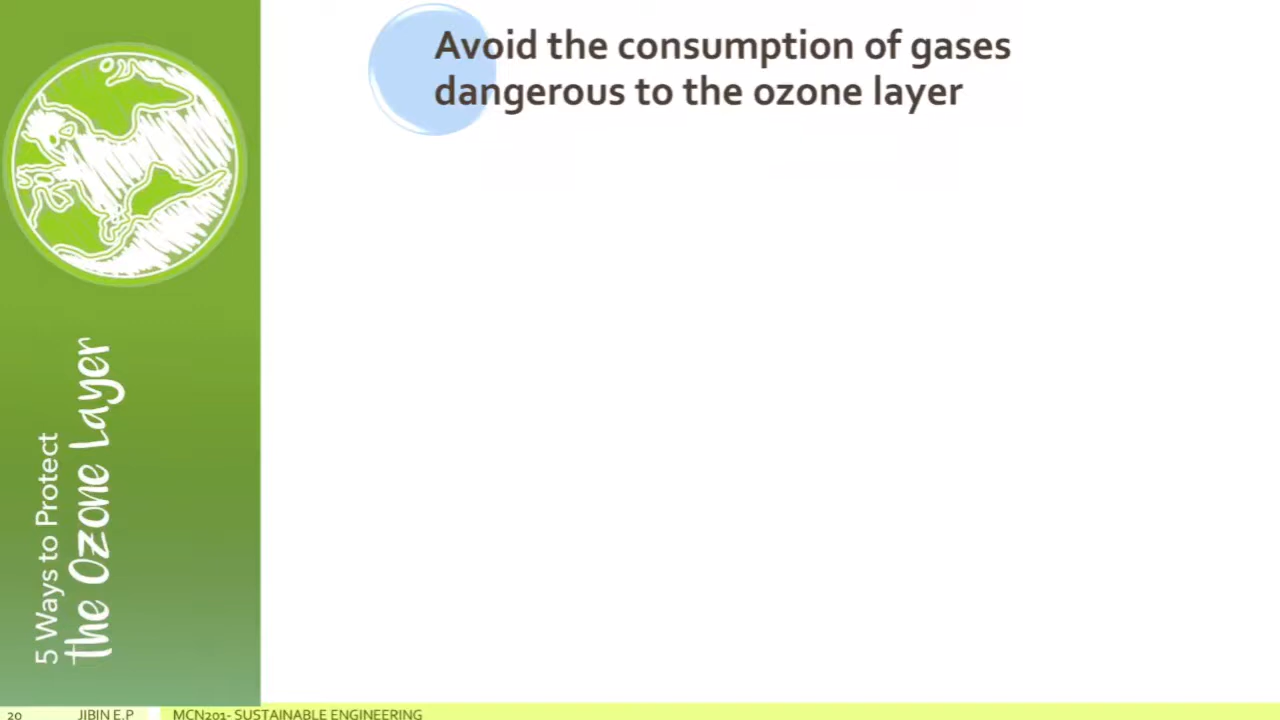 5 Ways to Protect
the Ozone Layer
Avoid the consumption of gases
dangerous to the ozone layer
20 JIBIN E.P MCN201- SUSTAINABLE ENGINEERING